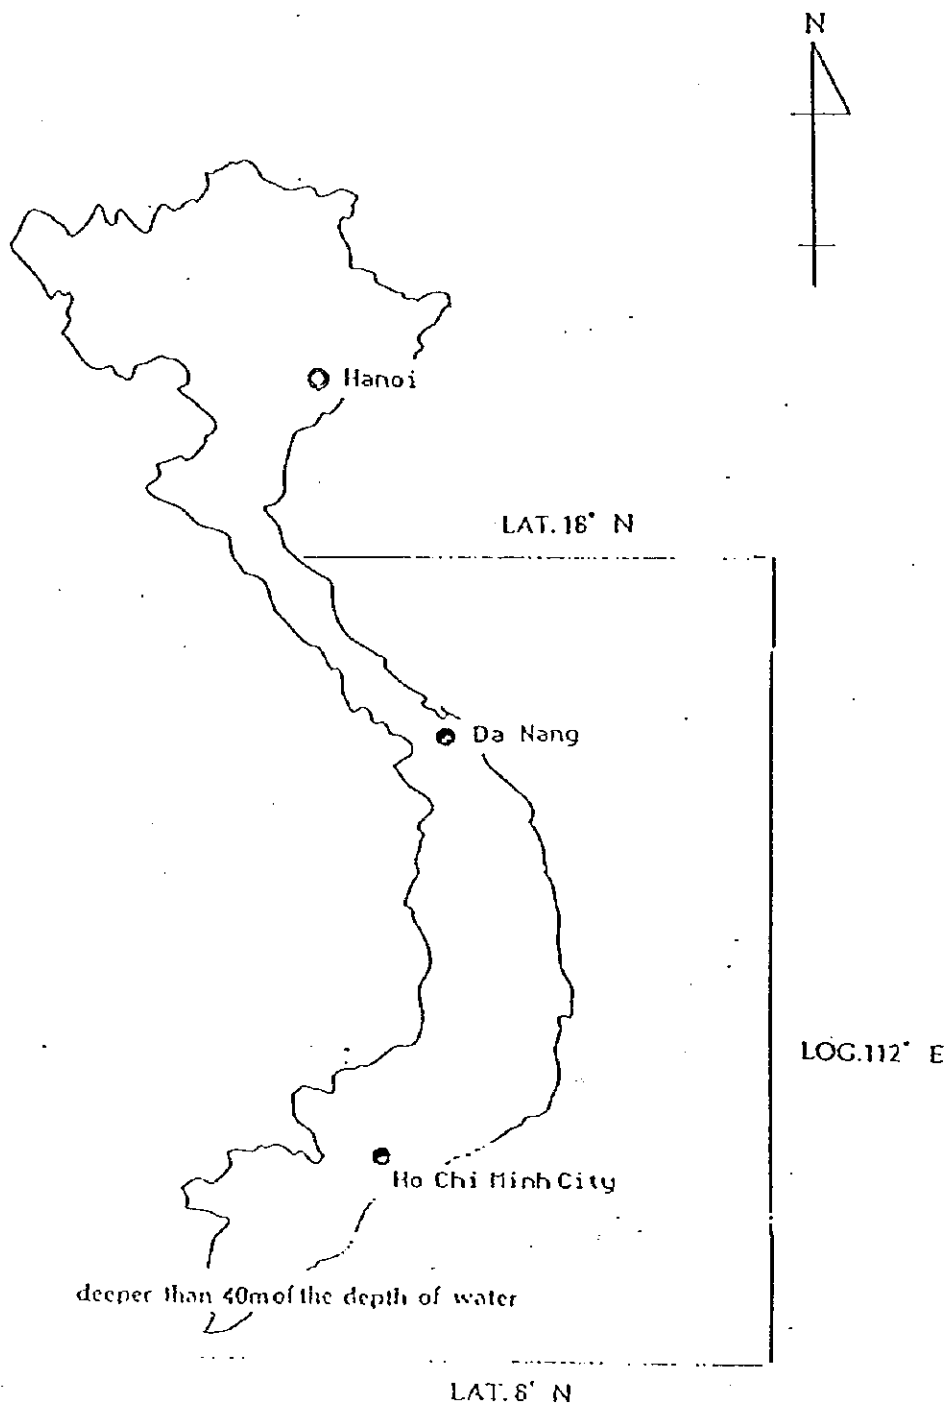 N
Hanoi
LAT.18° N
Da Nang
LOG.112° E
Ho Chi Minh City
deeper than 40m of the depth of water
LAT.8° N